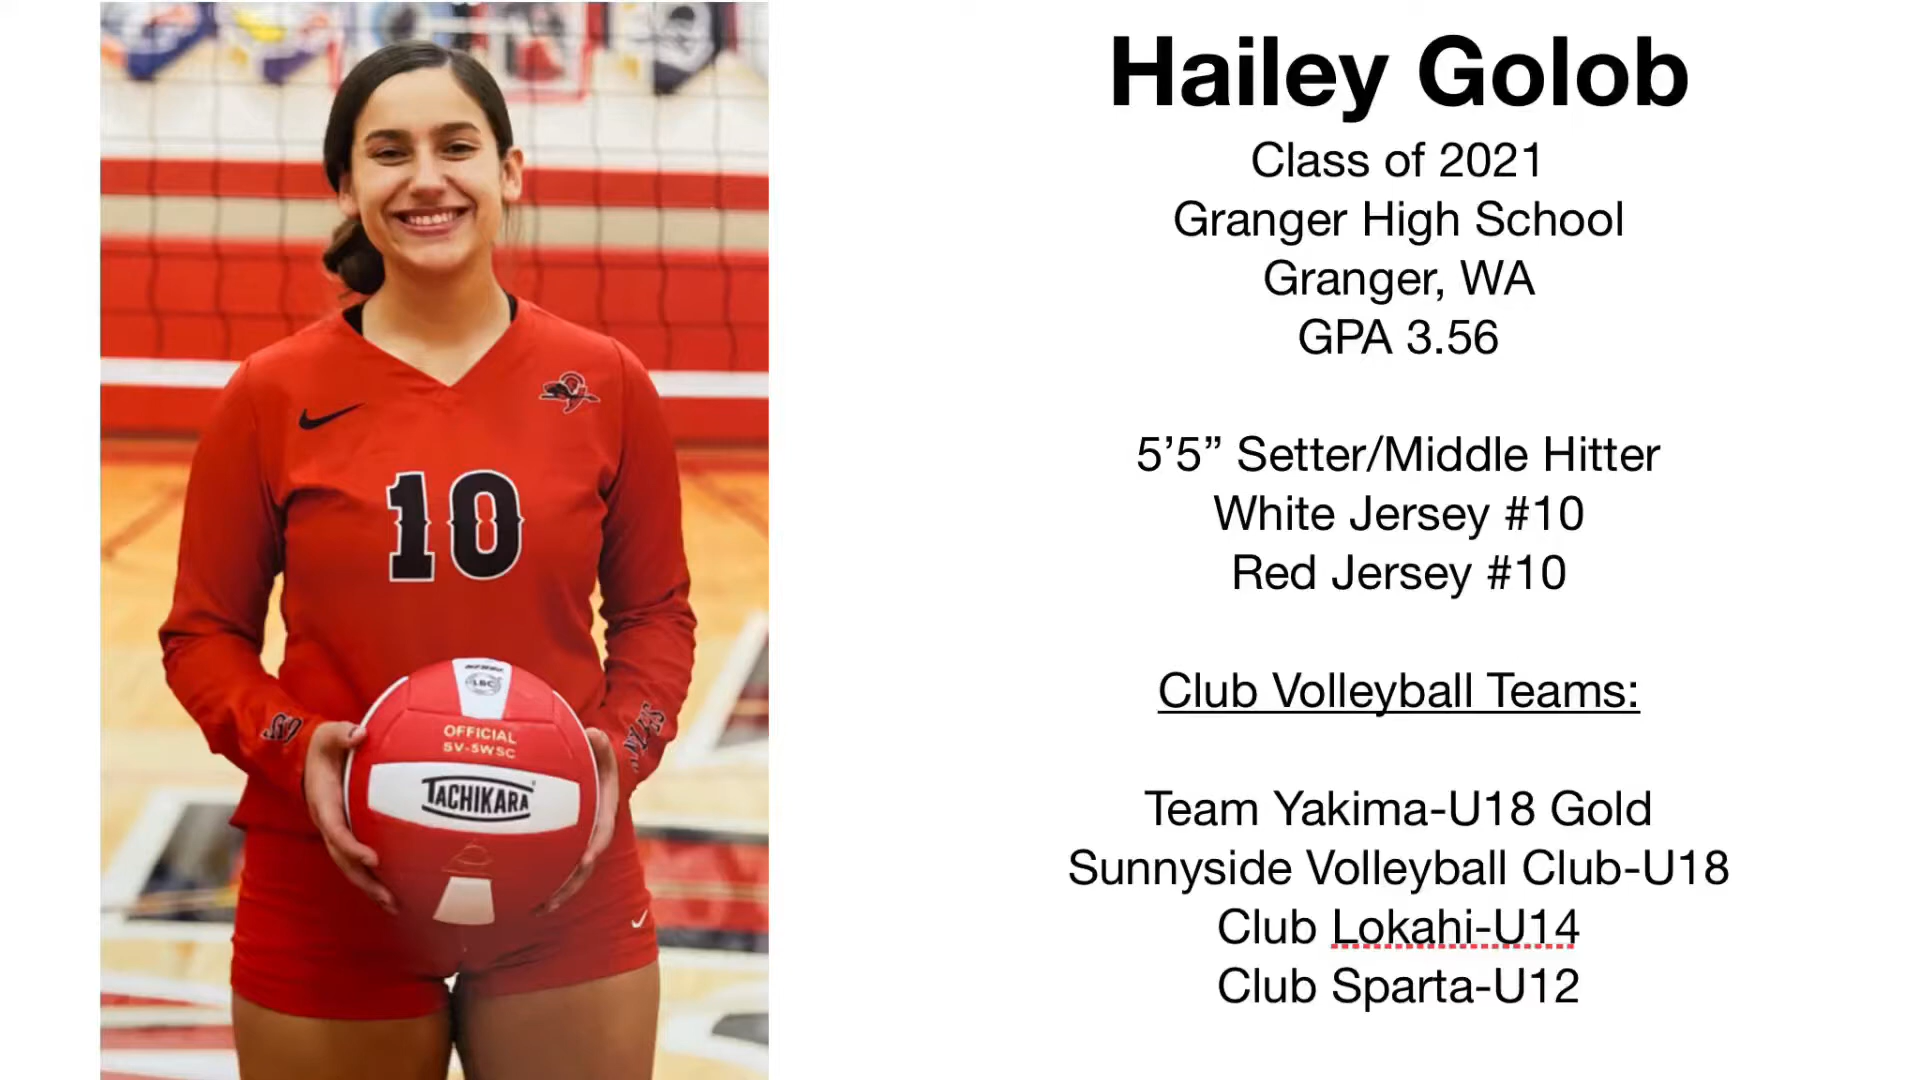 Hailey Golob
Class of 2021
Granger High School
Granger, WA
GPA 3.56
5’5” Setter/Middle Hitter
White Jersey #10
Red Jersey #10
Club Volleyball Teams:
Team Yakima-U18 Gold
Sunnyside Volleyball Club-U18
Club Lokahi-U14
Club Sparta-U12
10
OFFICIAL
SV-5WSC
TACHIKARA